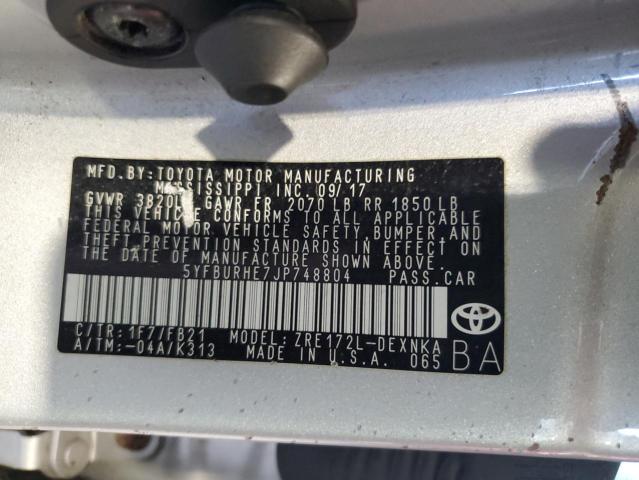 MFD.BY:TOYOTA MOTOR MANUFACTURING
MISSISSIPPI INC. 09/17
GVWR 3820LB GAWR FR 2070 LB RR 1850 LB
THIS VEHICLE CONFORMS TO ALL APPLICABLE
FEDERAL MOTOR VEHICLE SAFETY, BUMPER, AND
THEFT PREVENTION STANDARDS IN EFFECT ON
THE DATE OF MANUFACTURE SHOWN ABOVE.
5YFBURHE7JP748804 PASS.CAR
C/TR:1F7/FB21 MODEL:ZRE172L-DEXNKA
A/TM:-04A/K313 MADE IN U.S.A. 065 BA